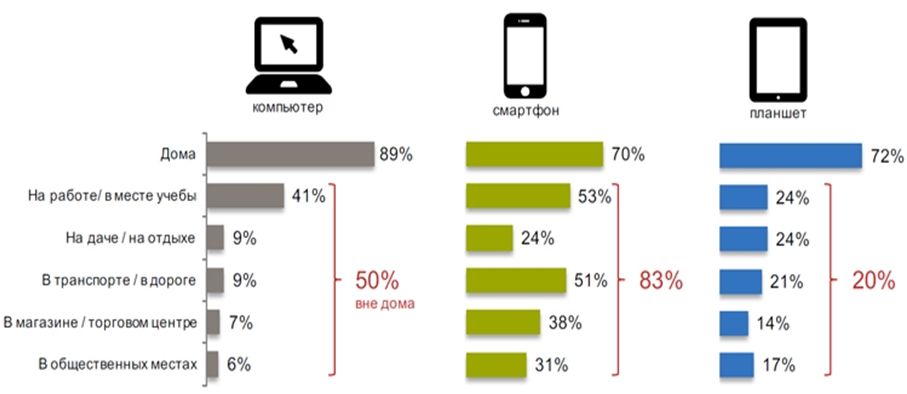 компьютер
смартфон
планшет
Дома 89% 70% 72%
На работе/ в месте учебы 41% 53% 24%
На даче / на отдыхе 9% 24% 24%
В транспорте / в дороге 9% 51% 21%
50% 83% 20%
вне дома
В магазине / торговом центре 7% 38% 14%
В общественных местах 6% 31% 17%